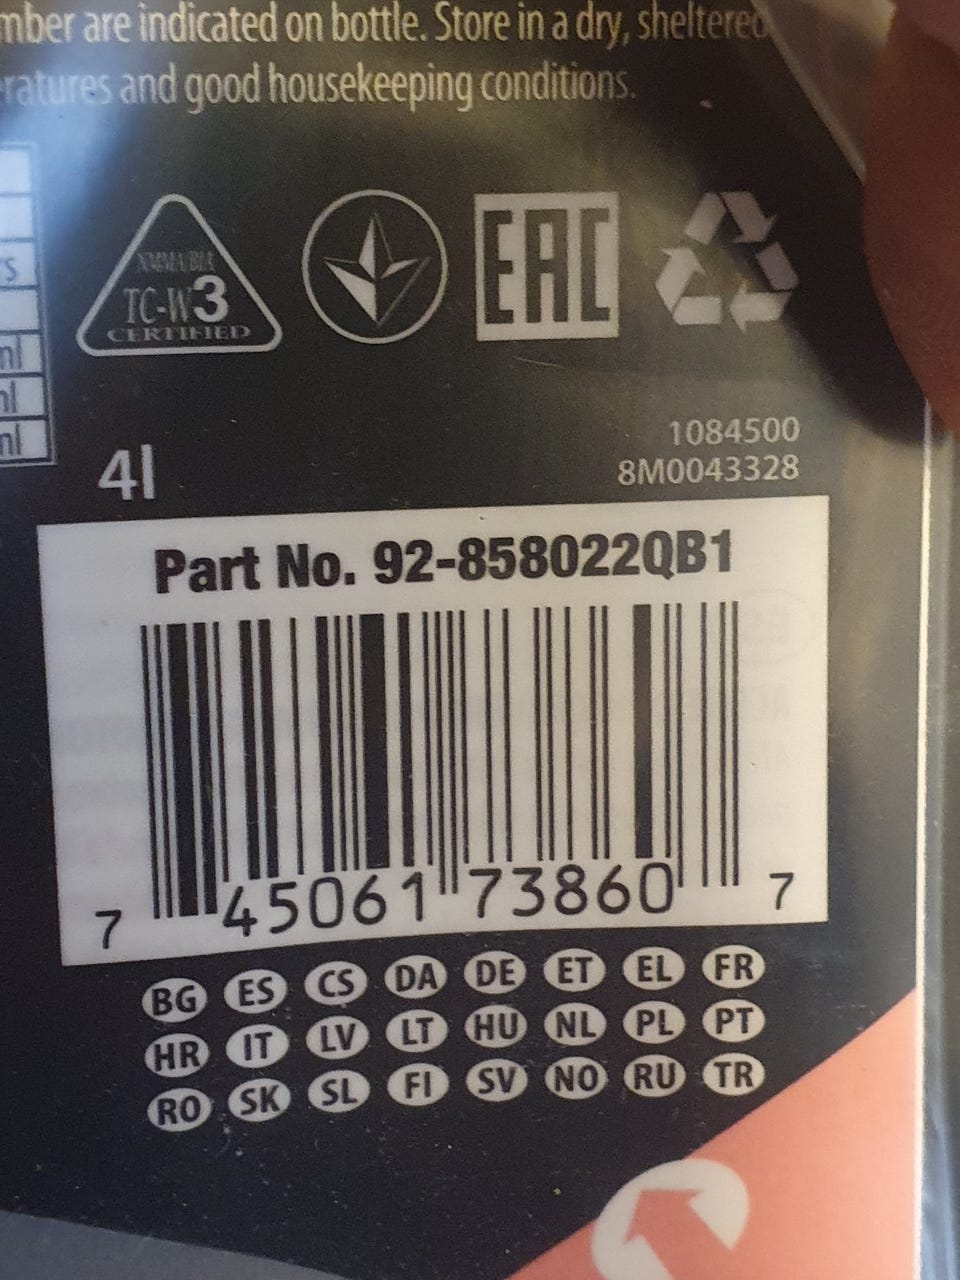 are indicated on bottle. Store in a dry, sheltered
and good housekeeping conditions.
NMMA BIA
TC-W3
CERTIFIED
EAC
4l
1084500
8M0043328
Part No. 92-858022QB1
7 45061 73860 7
BG ES CS DA DE ET EL FR
HR IT LV LT HU NL PL PT
RO SK SL FI SV NO RU TR